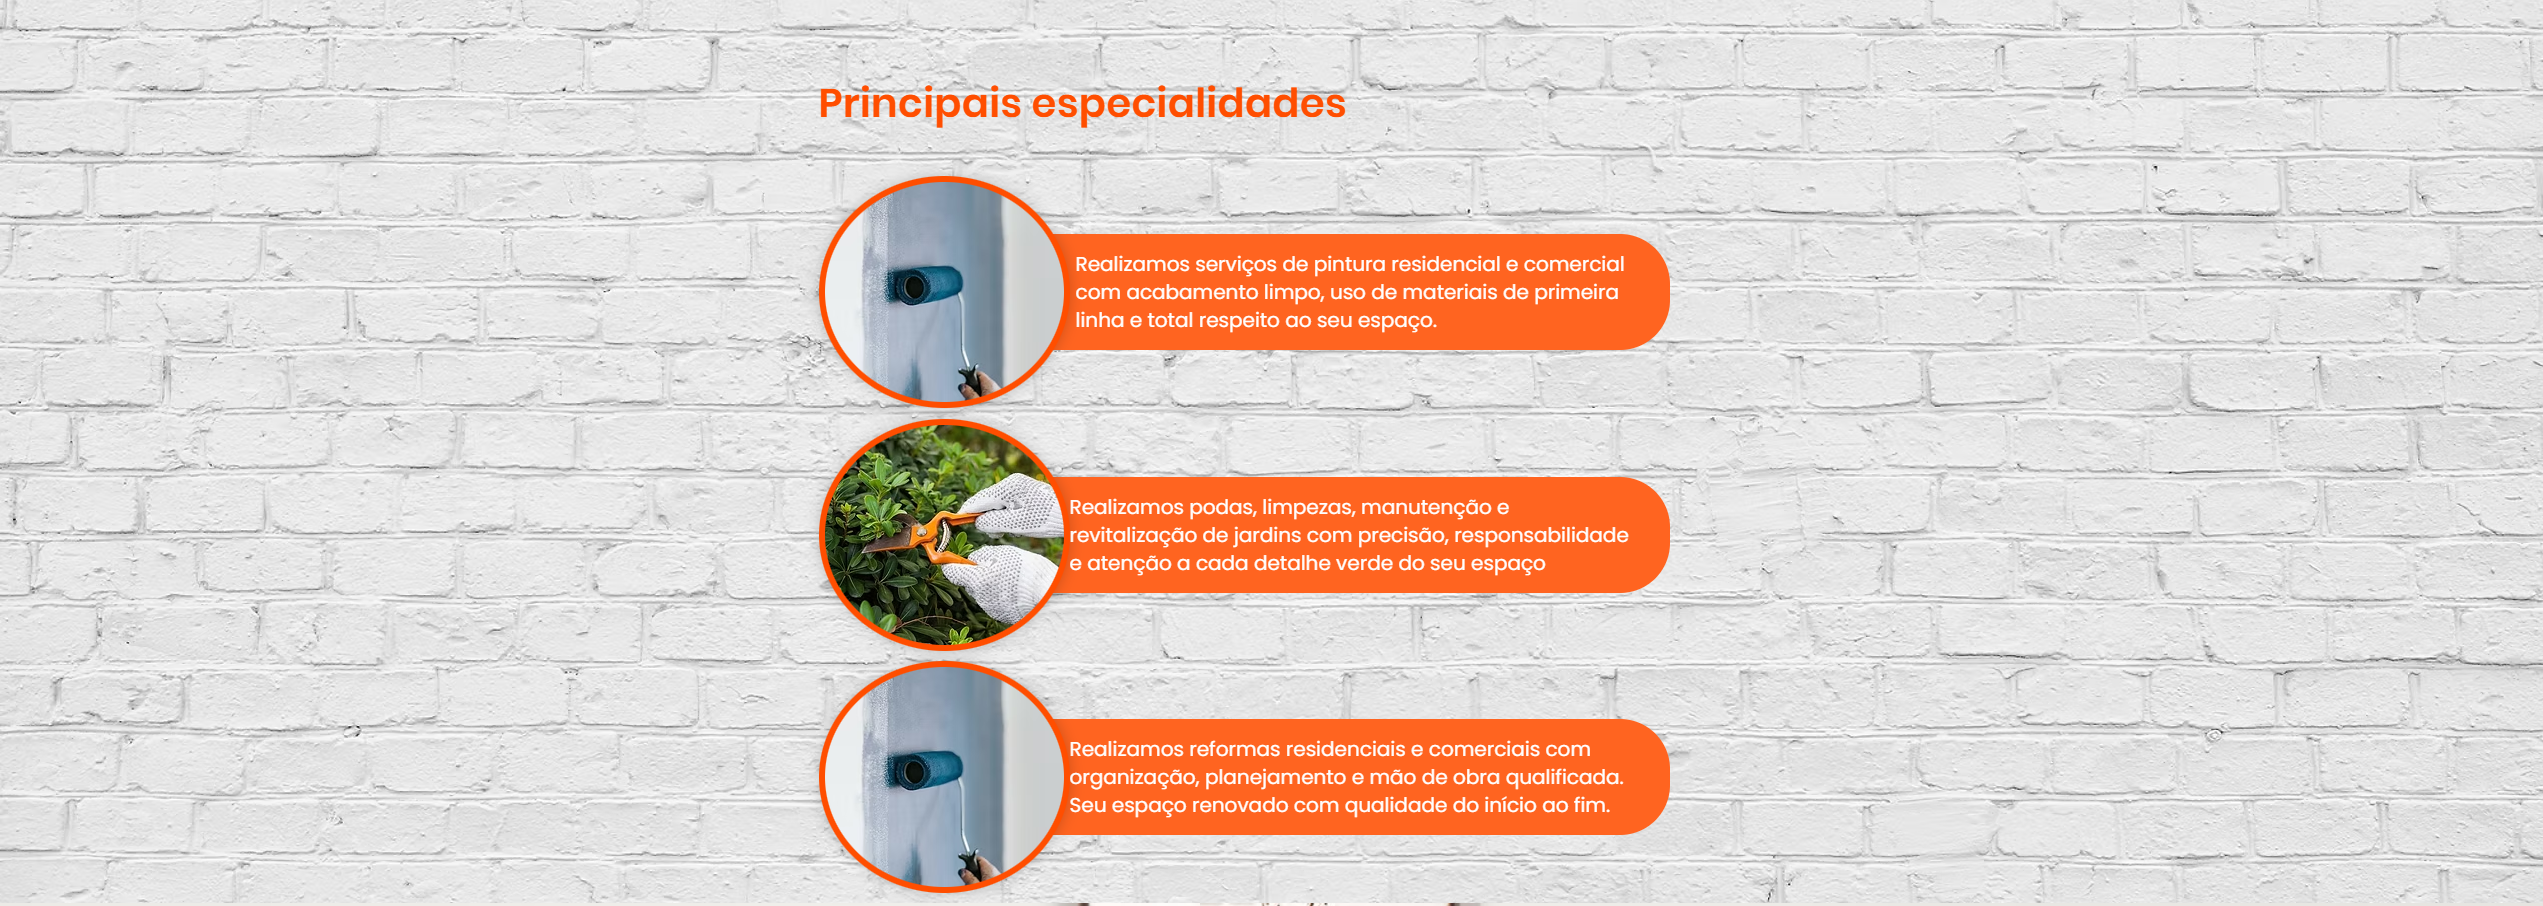 Principais especialidades
Realizamos serviços de pintura residencial e comercial
com acabamento limpo, uso de materiais de primeira
linha e total respeito ao seu espaço.
Realizamos podas, limpezas, manutenção e
revitalização de jardins com precisão, responsabilidade
e atenção a cada detalhe verde do seu espaço
Realizamos reformas residenciais e comerciais com
organização, planejamento e mão de obra qualificada.
Seu espaço renovado com qualidade do início ao fim.